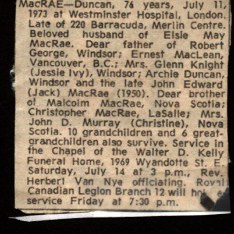 MacRAE—Duncan, 76 years, July 11,
1973 at Westminster Hospital, London.
Late of 220 Barracuda, Merlin Centre.
Beloved husband of Elsie May
MacRae. Dear father of Robert
George, Windsor; Ernest MacLean,
Vancouver, B.C.; Mrs. Glenn Knight
(Jessie Ivy), Windsor; Archie Duncan,
Windsor and the late John Edward
(Jack) MacRae (1950). Dear brother
of Malcolm MacRae, Nova Scotia;
Christopher MacRae, LaSalle; Mrs.
John D. Murray (Christine), Nova
Scotia. 10 grandchildren and 6 great-
grandchildren also survive. Service in
the Chapel of the Walter D. Kelly
Funeral Home, 1969 Wyandotte St. E.
Saturday, July 14 at 3 p.m., Rev.
Herbert Van Nye officiating. Royal
Canadian Legion Branch 12 will hold
service Friday at 7:30 p.m.